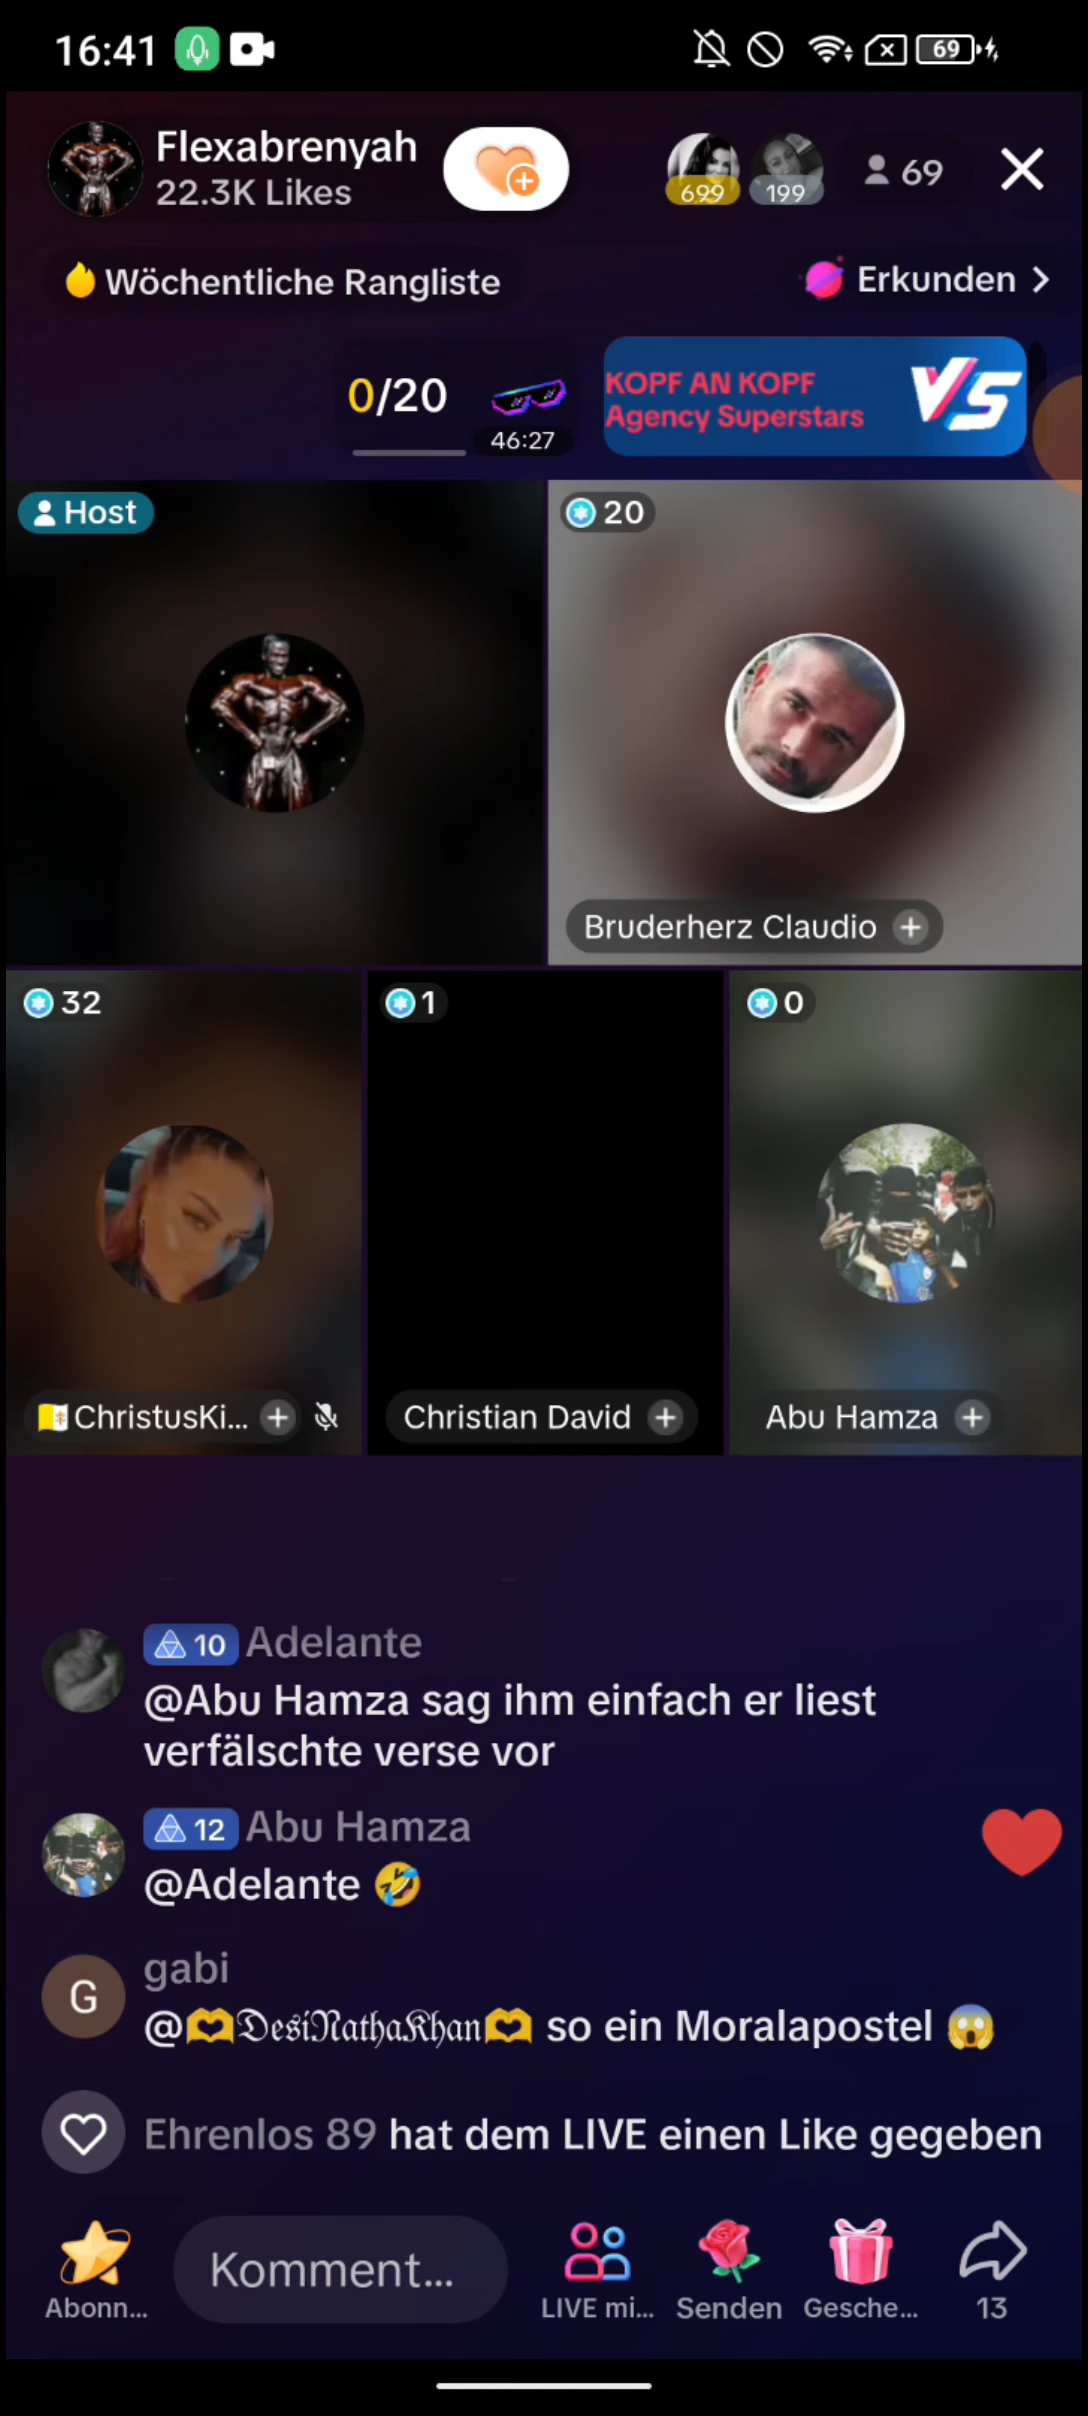 16:41
69
Flexabrenyah
22.3K Likes
699
199
69
Wöchentliche Rangliste
Erkunden >
0/20
46:27
KOPF AN KOPF
Agency Superstars
VS
Host
20
Bruderherz Claudio +
32
1
0
ChristusKi... +
Christian David +
Abu Hamza +
10 Adelante
@Abu Hamza sag ihm einfach er liest
verfälschte verse vor
12 Abu Hamza
@Adelante 🤣
G
gabi
@🫶𝔇𝔢𝔰𝔦𝔑𝔞𝔱𝔥𝔞𝔎𝔥𝔞𝔫🫶 so ein Moralapostel 😱
Ehrenlos 89 hat dem LIVE einen Like gegeben
Komment...
Abonn...
LIVE mi...
Senden
Gesche...
13